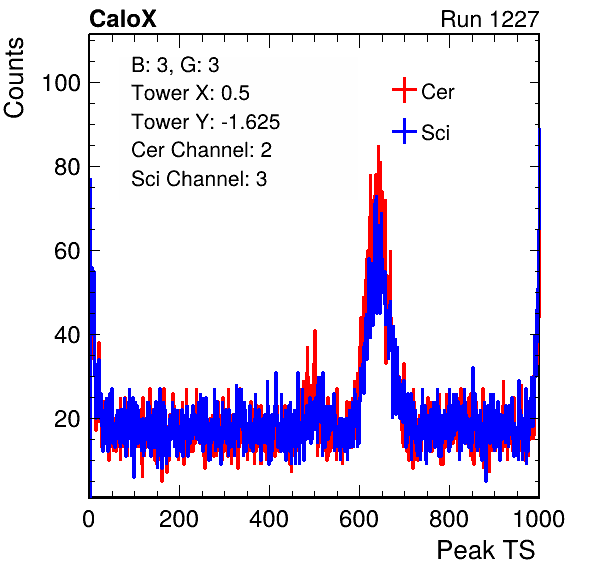 CaloX Run 1227
Counts
B: 3, G: 3
Tower X: 0.5
Tower Y: -1.625
Cer Channel: 2
Sci Channel: 3
Cer
Sci
100
80
60
40
20
0 200 400 600 800 1000
Peak TS